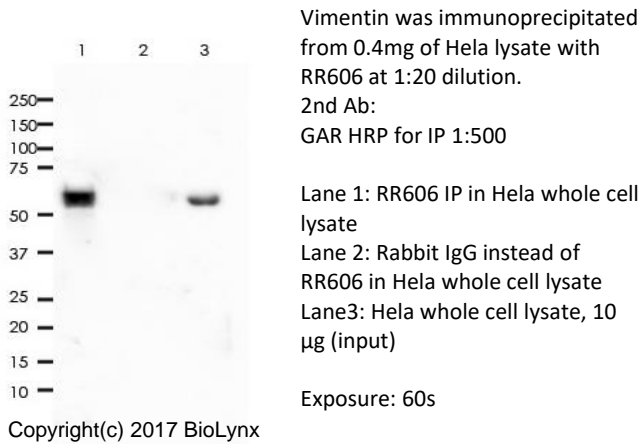 1 2 3
250
150
100
75
50
37
25
20
15
10
Copyright(c) 2017 BioLynx
Vimentin was immunoprecipitated
from 0.4mg of Hela lysate with
RR606 at 1:20 dilution.
2nd Ab:
GAR HRP for IP 1:500
Lane 1: RR606 IP in Hela whole cell
lysate
Lane 2: Rabbit IgG instead of
RR606 in Hela whole cell lysate
Lane3: Hela whole cell lysate, 10
µg (input)
Exposure: 60s